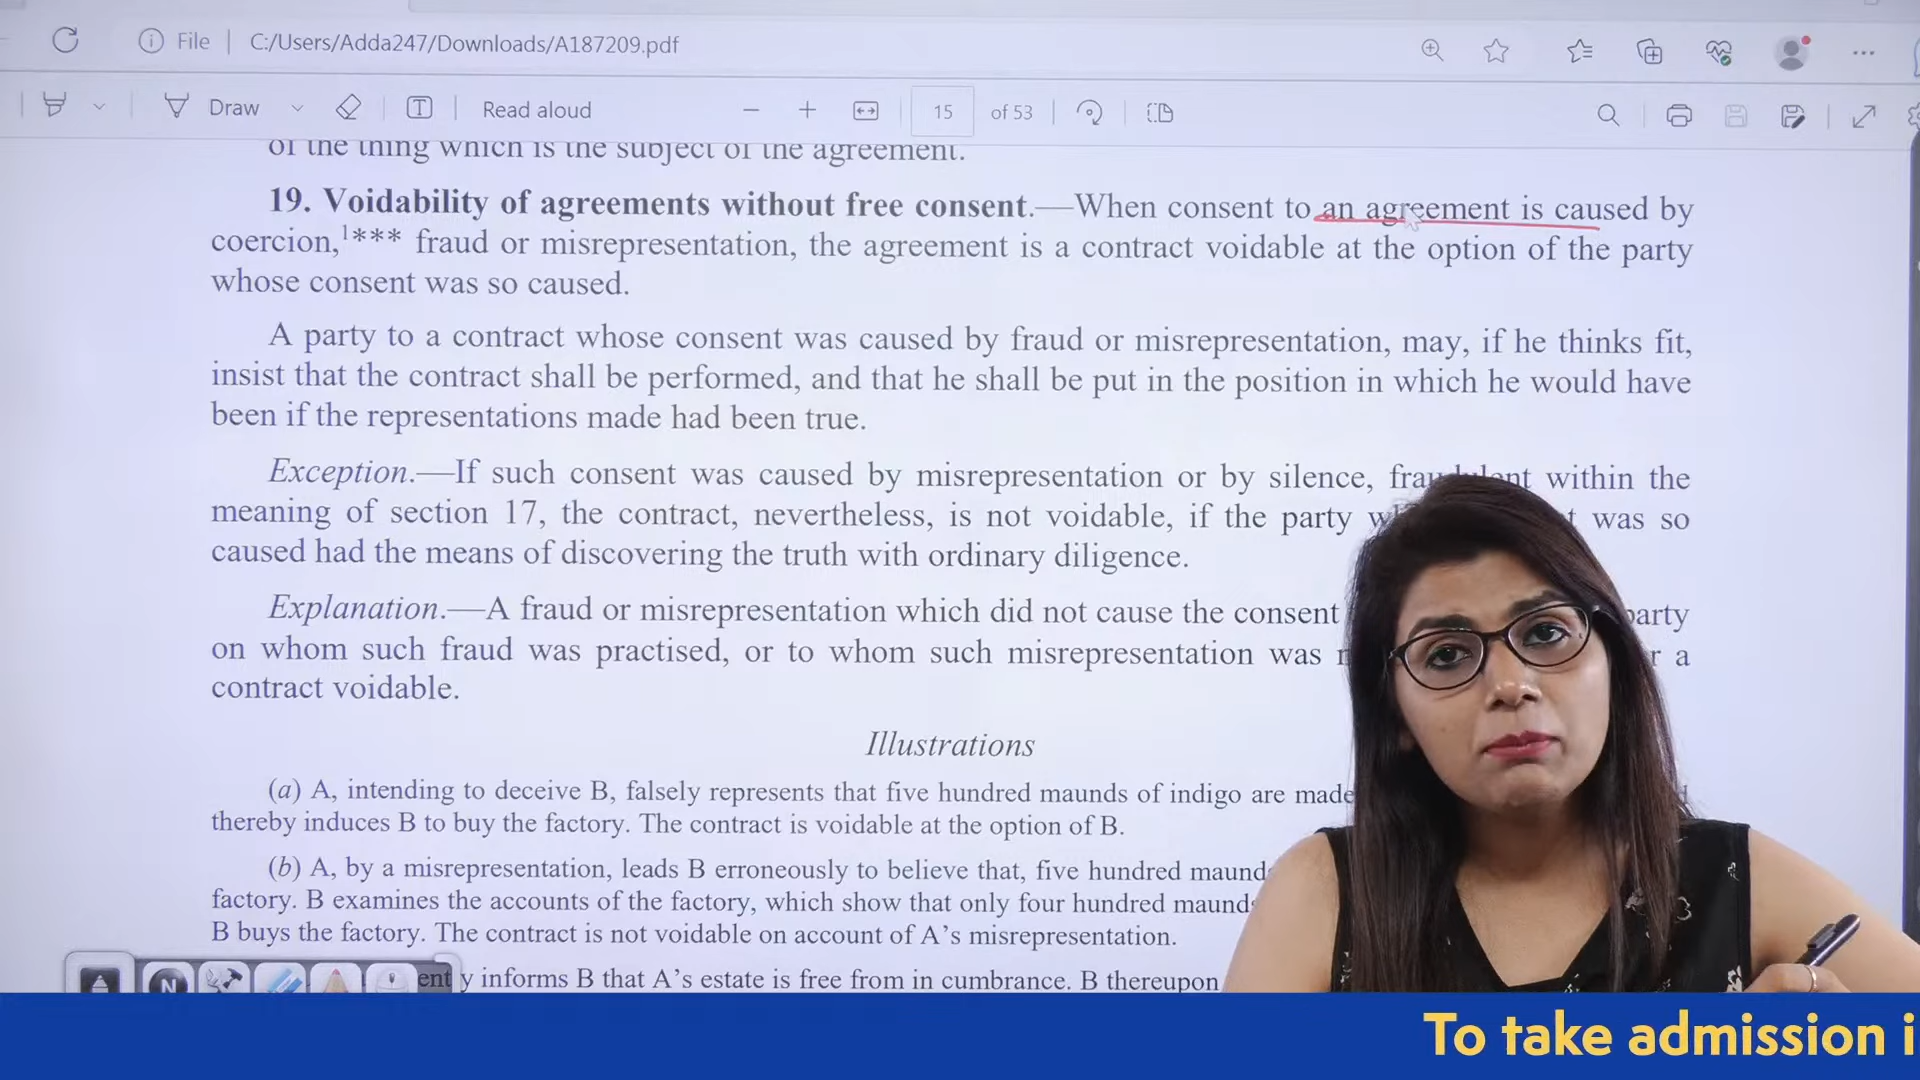 File | C:/Users/Adda247/Downloads/A187209.pdf
Draw Read aloud 15 of 53
of the thing which is the subject of the agreement.
19. Voidability of agreements without free consent.—When consent to an agreement is caused by
coercion,1*** fraud or misrepresentation, the agreement is a contract voidable at the option of the party
whose consent was so caused.
A party to a contract whose consent was caused by fraud or misrepresentation, may, if he thinks fit,
insist that the contract shall be performed, and that he shall be put in the position in which he would have
been if the representations made had been true.
Exception.—If such consent was caused by misrepresentation or by silence, fraudulent within the
meaning of section 17, the contract, nevertheless, is not voidable, if the party was so
caused had the means of discovering the truth with ordinary diligence.
Explanation.—A fraud or misrepresentation which did not cause the consent party
on whom such fraud was practised, or to whom such misrepresentation was a
contract voidable.
Illustrations
(a) A, intending to deceive B, falsely represents that five hundred maunds of indigo are made
thereby induces B to buy the factory. The contract is voidable at the option of B.
(b) A, by a misrepresentation, leads B erroneously to believe that, five hundred maunds
factory. B examines the accounts of the factory, which show that only four hundred maunds
B buys the factory. The contract is not voidable on account of A's misrepresentation.
N y informs B that A's estate is free from in cumbrance. B thereupon
To take admission i